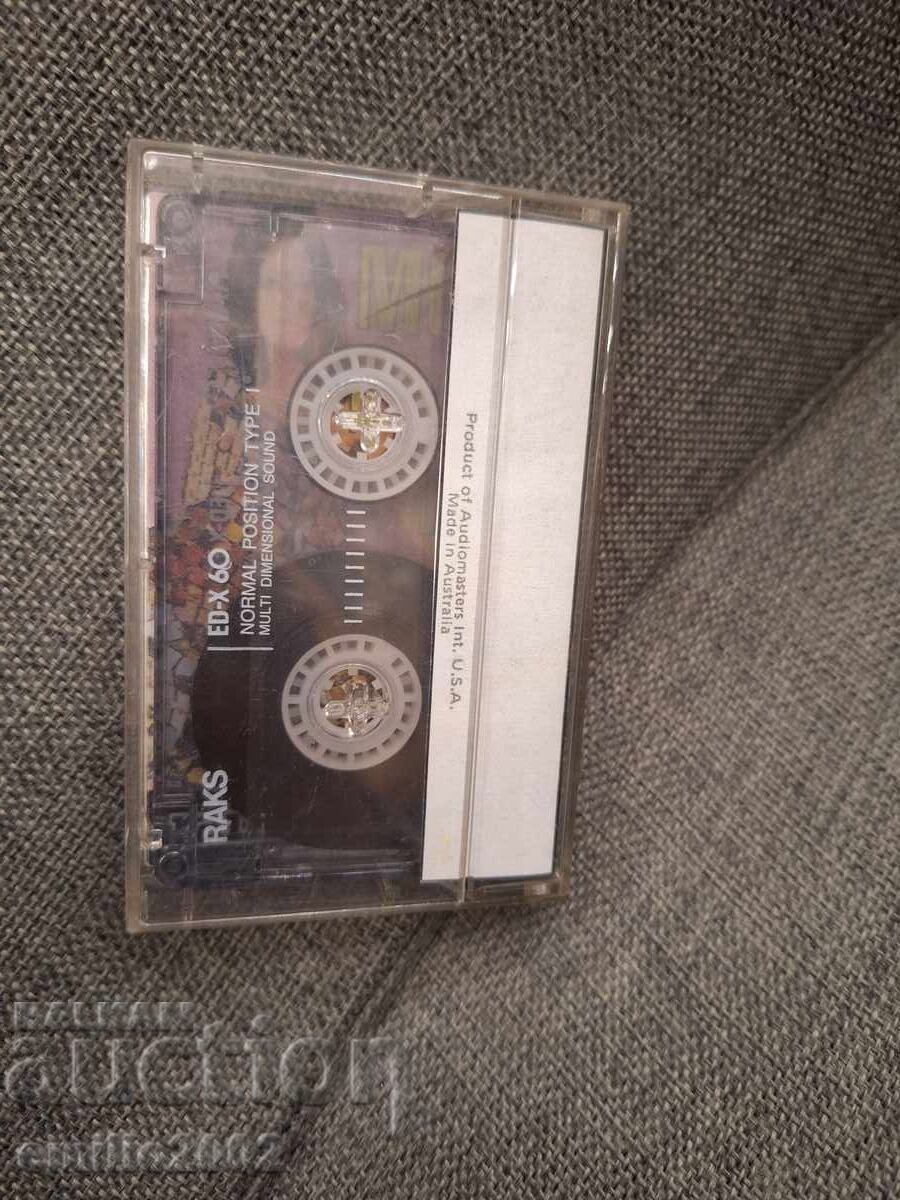 RAKS
ED-X 60
NORMAL POSITION TYPE I
MULTI DIMENSIONAL SOUND
Product of Audiomasters Int. U.S.A.
Made in Australia
BALKAN
auction
emilio2002